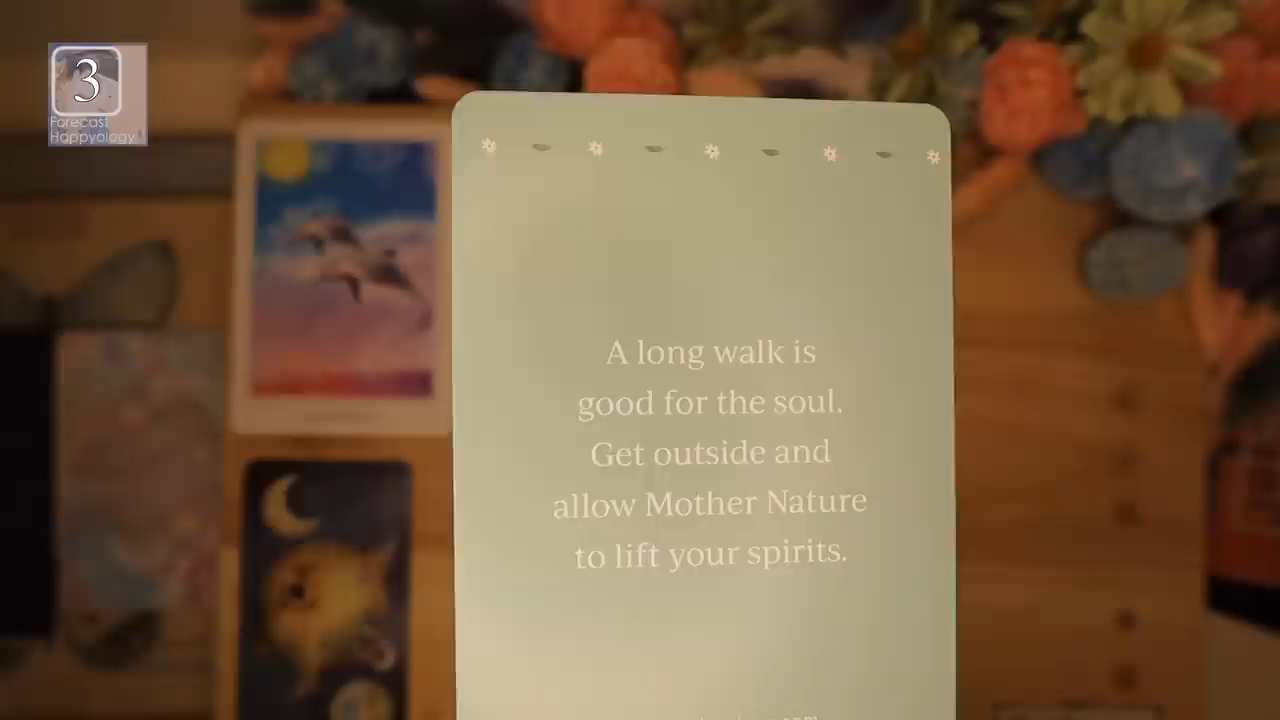 3
Forecast
Happyology
A long walk is
good for the soul.
Get outside and
allow Mother Nature
to lift your spirits.